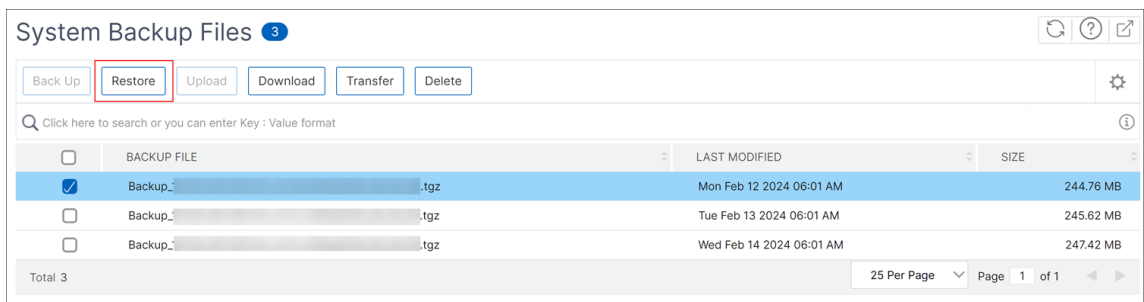 System Backup Files 3
Back Up Restore Upload Download Transfer Delete
Click here to search or you can enter Key : Value format
BACKUP FILE LAST MODIFIED SIZE
Backup_ .tgz Mon Feb 12 2024 06:01 AM 244.76 MB
Backup_ .tgz Tue Feb 13 2024 06:01 AM 245.62 MB
Backup_ .tgz Wed Feb 14 2024 06:01 AM 247.42 MB
Total 3 25 Per Page Page 1 of 1